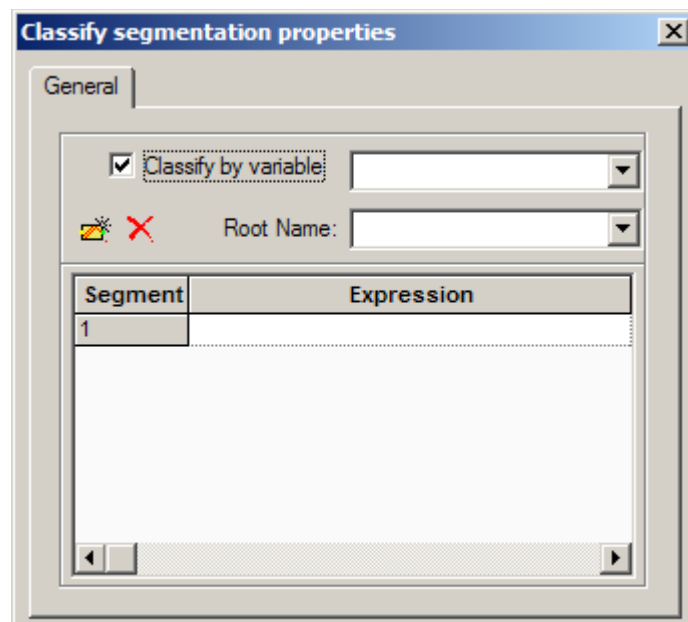 Classify segmentation properties
General
Classify by variable
Root Name:
Segment Expression
1